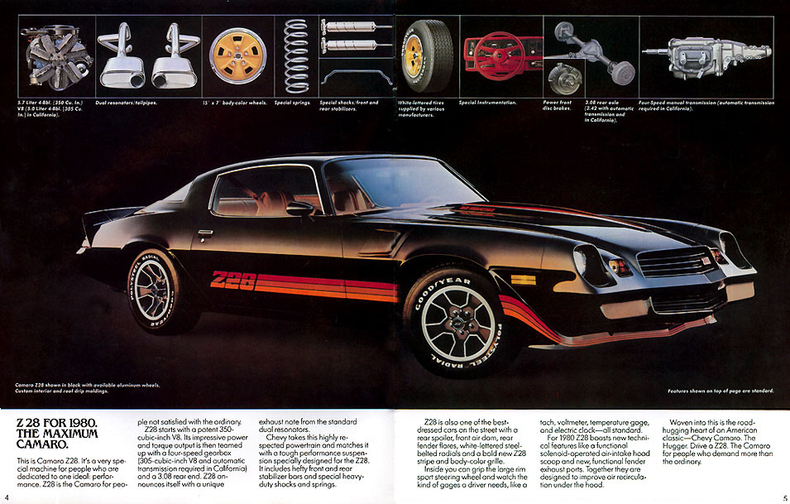 5.7 Liter 4-Bbl. (350 Cu. In.)
V8 (5.0 Liter 4-Bbl. [305 Cu.
In.] in California).
Dual resonators/tailpipes.
15" x 7" body-color wheels.
Special springs.
Special shocks; front and
rear stabilizers.
White-lettered tires
supplied by various
manufacturers.
Special Instrumentation.
Power front
disc brakes.
3.08 rear axle
(3.42 with automatic
transmission and
in California).
Four-Speed manual transmission (automatic transmission
required in California).
Z28
GOODYEAR
POLYSTEEL RADIAL
POLYSTEEL
RADIAL
Camaro Z28 shown in black with available aluminum wheels,
Custom interior and roof drip moldings.
Features shown on top of page are standard.
Z28 FOR 1980.
THE MAXIMUM
CAMARO.
This is Camaro Z28. It's a very spe-
cial machine for people who are
dedicated to one ideal: perfor-
mance. Z28 is the Camaro for peo-
ple not satisfied with the ordinary.
Z28 starts with a potent 350-
cubic-inch V8. Its impressive power
and torque output is then teamed
up with a four-speed gearbox
(305-cubic-inch V8 and automatic
transmission required in California)
and a 3.08 rear end. Z28 an-
nounces itself with a unique
exhaust note from the standard
dual resonators.
Chevy takes this highly re-
spected powertrain and matches it
with a tough performance suspen-
sion specially designed for the Z28.
It includes hefty front and rear
stabilizer bars and special heavy-
duty shocks and springs.
Z28 is also one of the best-
dressed cars on the street with a
rear spoiler, front air dam, rear
fender flares, white-lettered steel-
belted radials and a bold new Z28
stripe and body-color grille.
Inside you can grip the large rim
sport steering wheel and watch the
kind of gages a driver needs, like a
tach, voltmeter, temperature gage,
and electric clock—all standard.
For 1980 Z28 boasts new techni-
cal features like a functional
solenoid-operated air-intake hood
scoop and new, functional fender
exhaust ports. Together they are
designed to improve air recircula-
tion under the hood.
Woven into this is the road-
hugging heart of an American
classic—Chevy Camaro. The
Hugger. Drive a Z28. The Camaro
for people who demand more than
the ordinary.
4
5